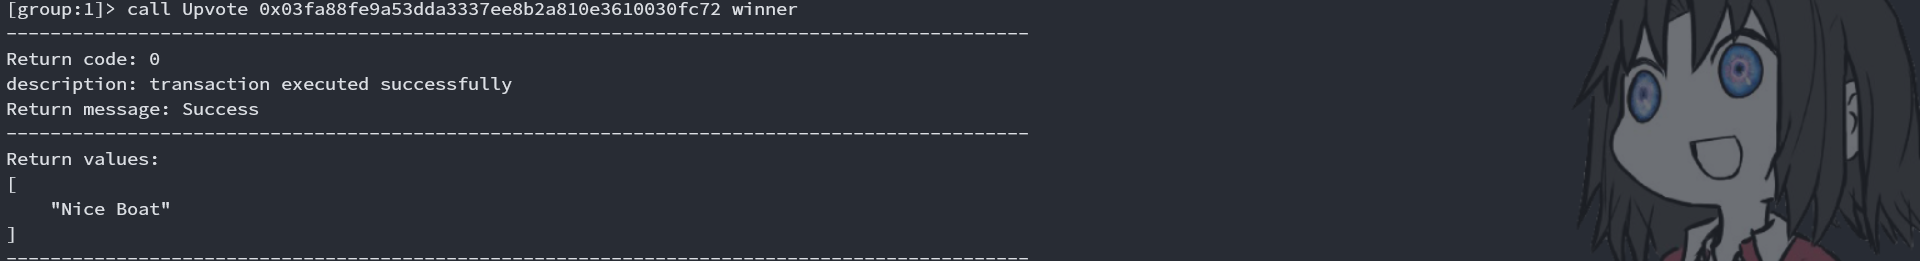 [group:1]> call Upvote 0x03fa88fe9a53dda3337ee8b2a810e3610030fc72 winner
---------------------------------------------------------------------------------------------
Return code: 0
description: transaction executed successfully
Return message: Success
---------------------------------------------------------------------------------------------
Return values:
[
    "Nice Boat"
]
---------------------------------------------------------------------------------------------